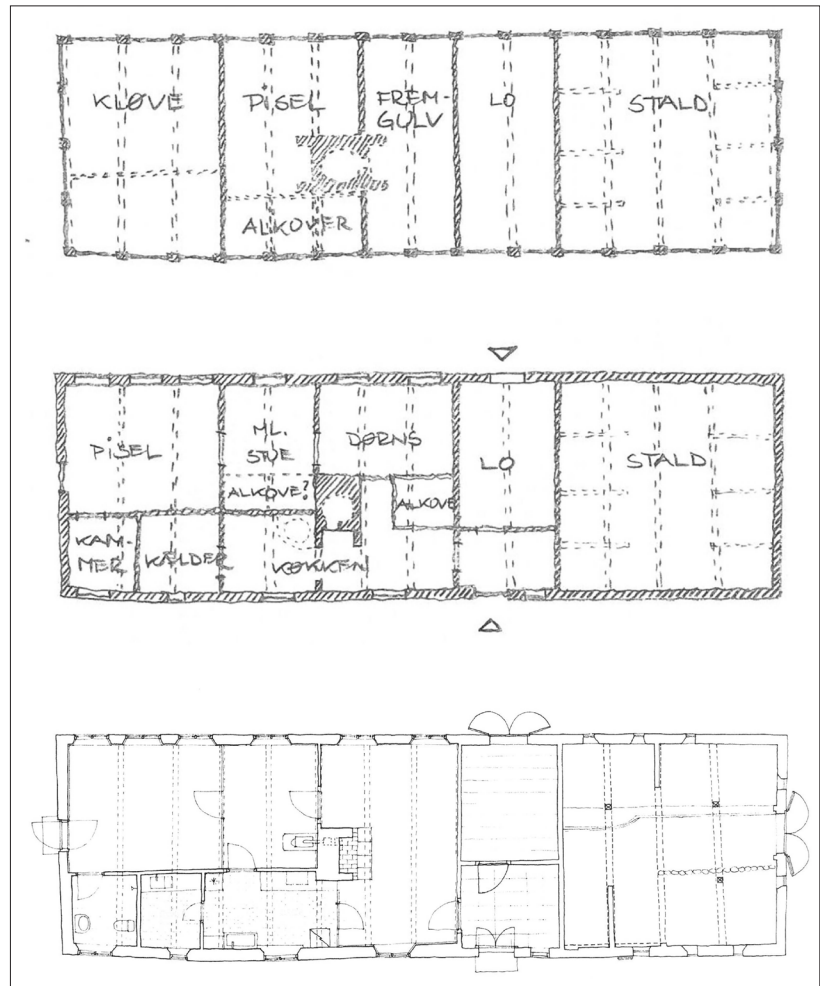 KLØVE
PISEL
FREM-
GULV
LO
STALD
ALKOVER
PISEL
ML.
STUE
DØRNS
LO
STALD
ALKOVE?
ALKOVE
KAM-
MER
KÆLDER
KØKKEN